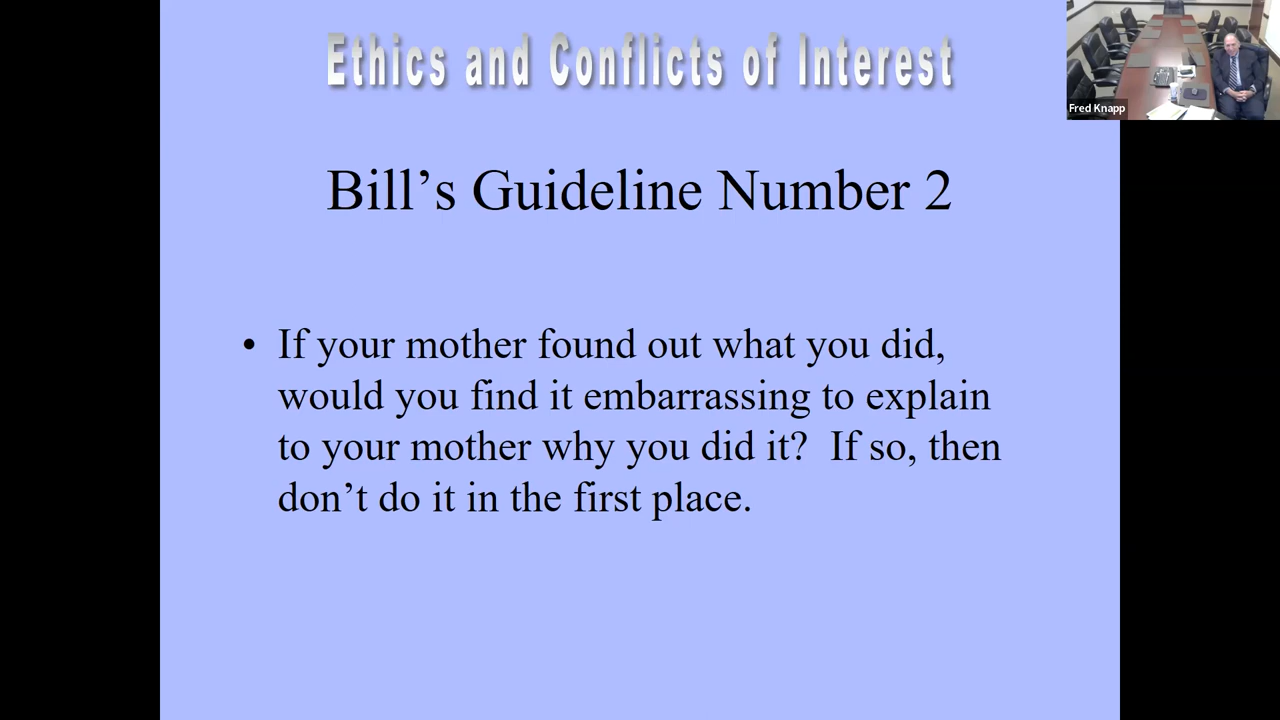 Ethics and Conflicts of Interest
Fred Knapp
Bill’s Guideline Number 2
• If your mother found out what you did,
would you find it embarrassing to explain
to your mother why you did it?  If so, then
don’t do it in the first place.